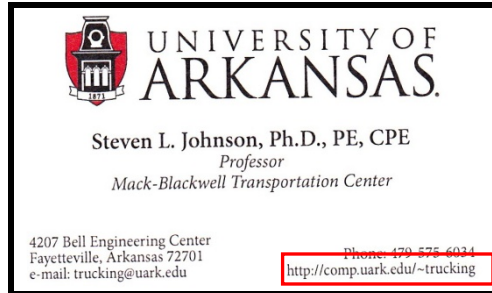 UNIVERSITY OF
ARKANSAS.
1871
Steven L. Johnson, Ph.D., PE, CPE
Professor
Mack-Blackwell Transportation Center
4207 Bell Engineering Center
Fayetteville, Arkansas 72701
e-mail: trucking@uark.edu
Phone: 479-575-6034
http://comp.uark.edu/~trucking